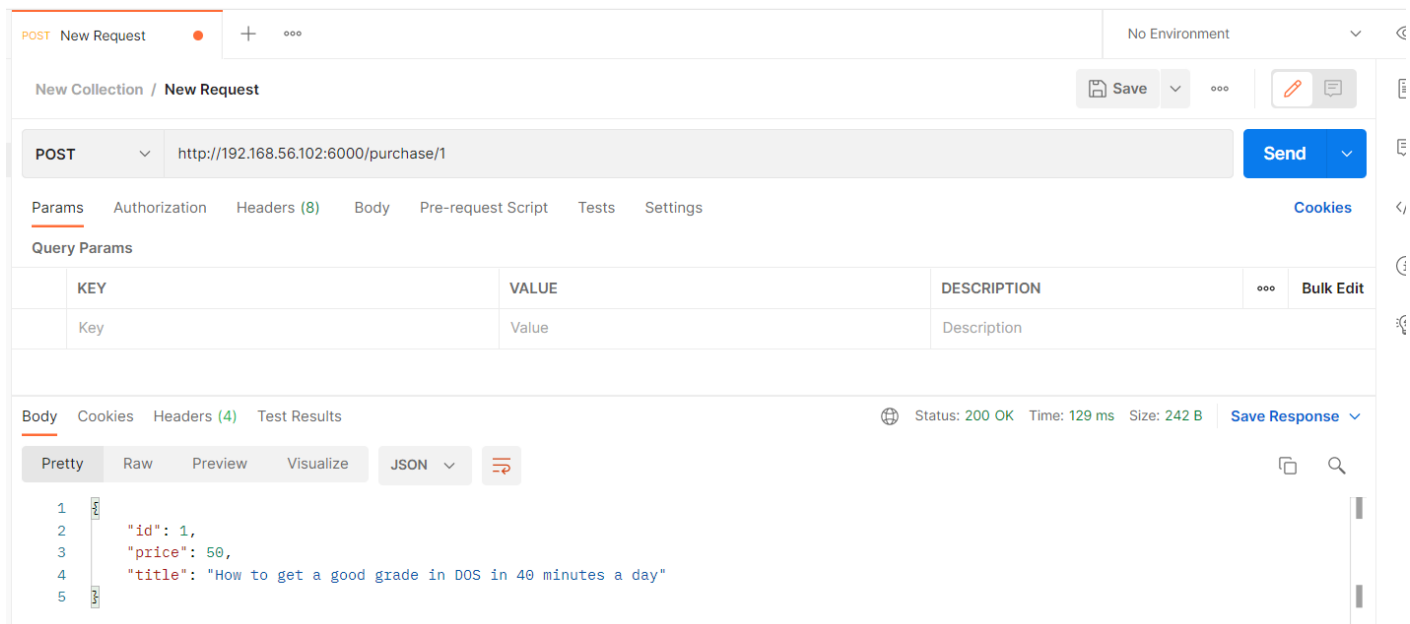 POST New Request
No Environment
New Collection / New Request
Save
POST http://192.168.56.102:6000/purchase/1 Send
Params Authorization Headers (8) Body Pre-request Script Tests Settings Cookies
Query Params
KEY VALUE DESCRIPTION Bulk Edit
Key Value Description
Body Cookies Headers (4) Test Results Status: 200 OK Time: 129 ms Size: 242 B Save Response
Pretty Raw Preview Visualize JSON
1 {
2 "id": 1,
3 "price": 50,
4 "title": "How to get a good grade in DOS in 40 minutes a day"
5 }